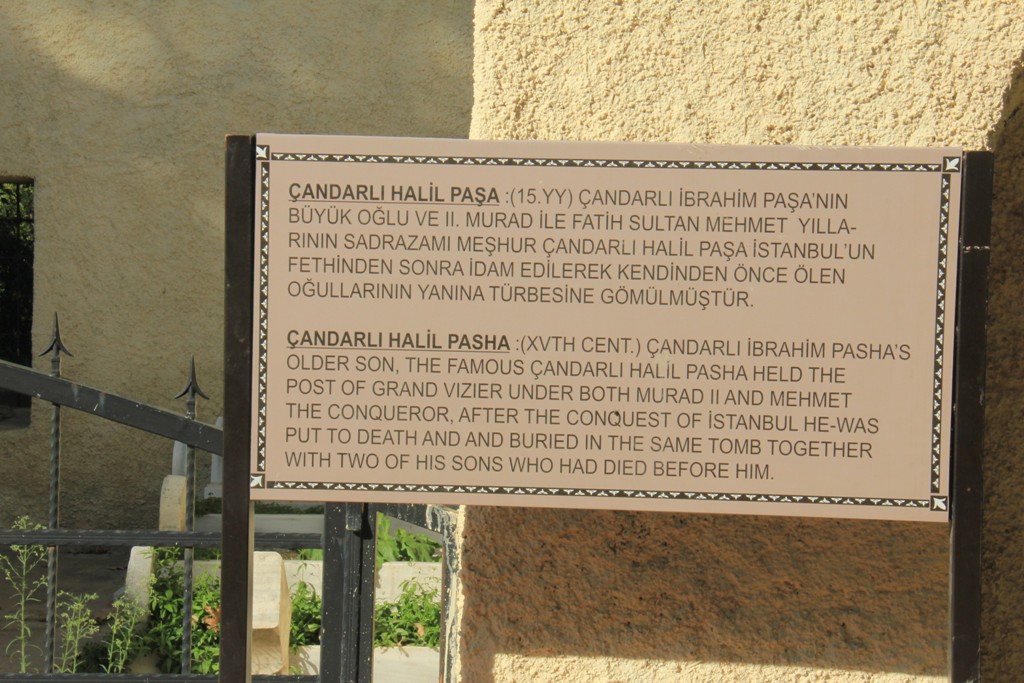 ÇANDARLI HALİL PAŞA :(15.YY) ÇANDARLI İBRAHİM PAŞA'NIN
BÜYÜK OĞLU VE II. MURAD İLE FATİH SULTAN MEHMET YILLA-
RININ SADRAZAMI MEŞHUR ÇANDARLI HALİL PAŞA İSTANBUL'UN
FETHİNDEN SONRA İDAM EDİLEREK KENDİNDEN ÖNCE ÖLEN
OĞULLARININ YANINA TÜRBESİNE GÖMÜLMÜŞTÜR.
ÇANDARLI HALİL PASHA :(XVTH CENT.) ÇANDARLI İBRAHİM PASHA'S
OLDER SON, THE FAMOUS ÇANDARLI HALİL PASHA HELD THE
POST OF GRAND VIZIER UNDER BOTH MURAD II AND MEHMET
THE CONQUEROR, AFTER THE CONQUEST OF İSTANBUL HE-WAS
PUT TO DEATH AND AND BURIED IN THE SAME TOMB TOGETHER
WITH TWO OF HIS SONS WHO HAD DIED BEFORE HIM.